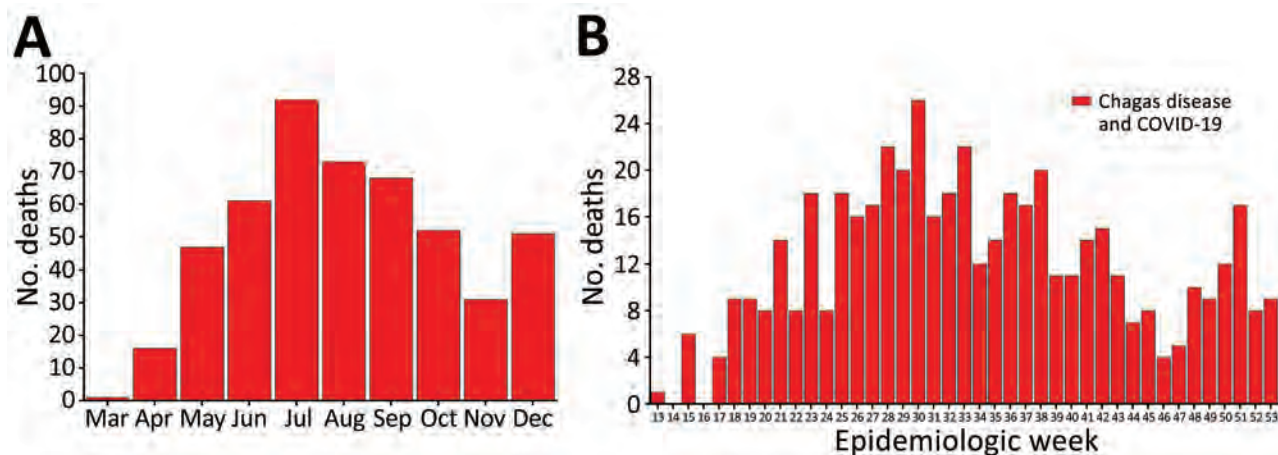 A
No. deaths
100
90
80
70
60
50
40
30
20
10
0
Mar Apr May Jun Jul Aug Sep Oct Nov Dec
B
No. deaths
28
24
20
16
12
8
4
0
Chagas disease
and COVID-19
13 14 15 16 17 18 19 20 21 22 23 24 25 26 27 28 29 30 31 32 33 34 35 36 37 38 39 40 41 42 43 44 45 46 47 48 49 50 51 52 53
Epidemiologic week